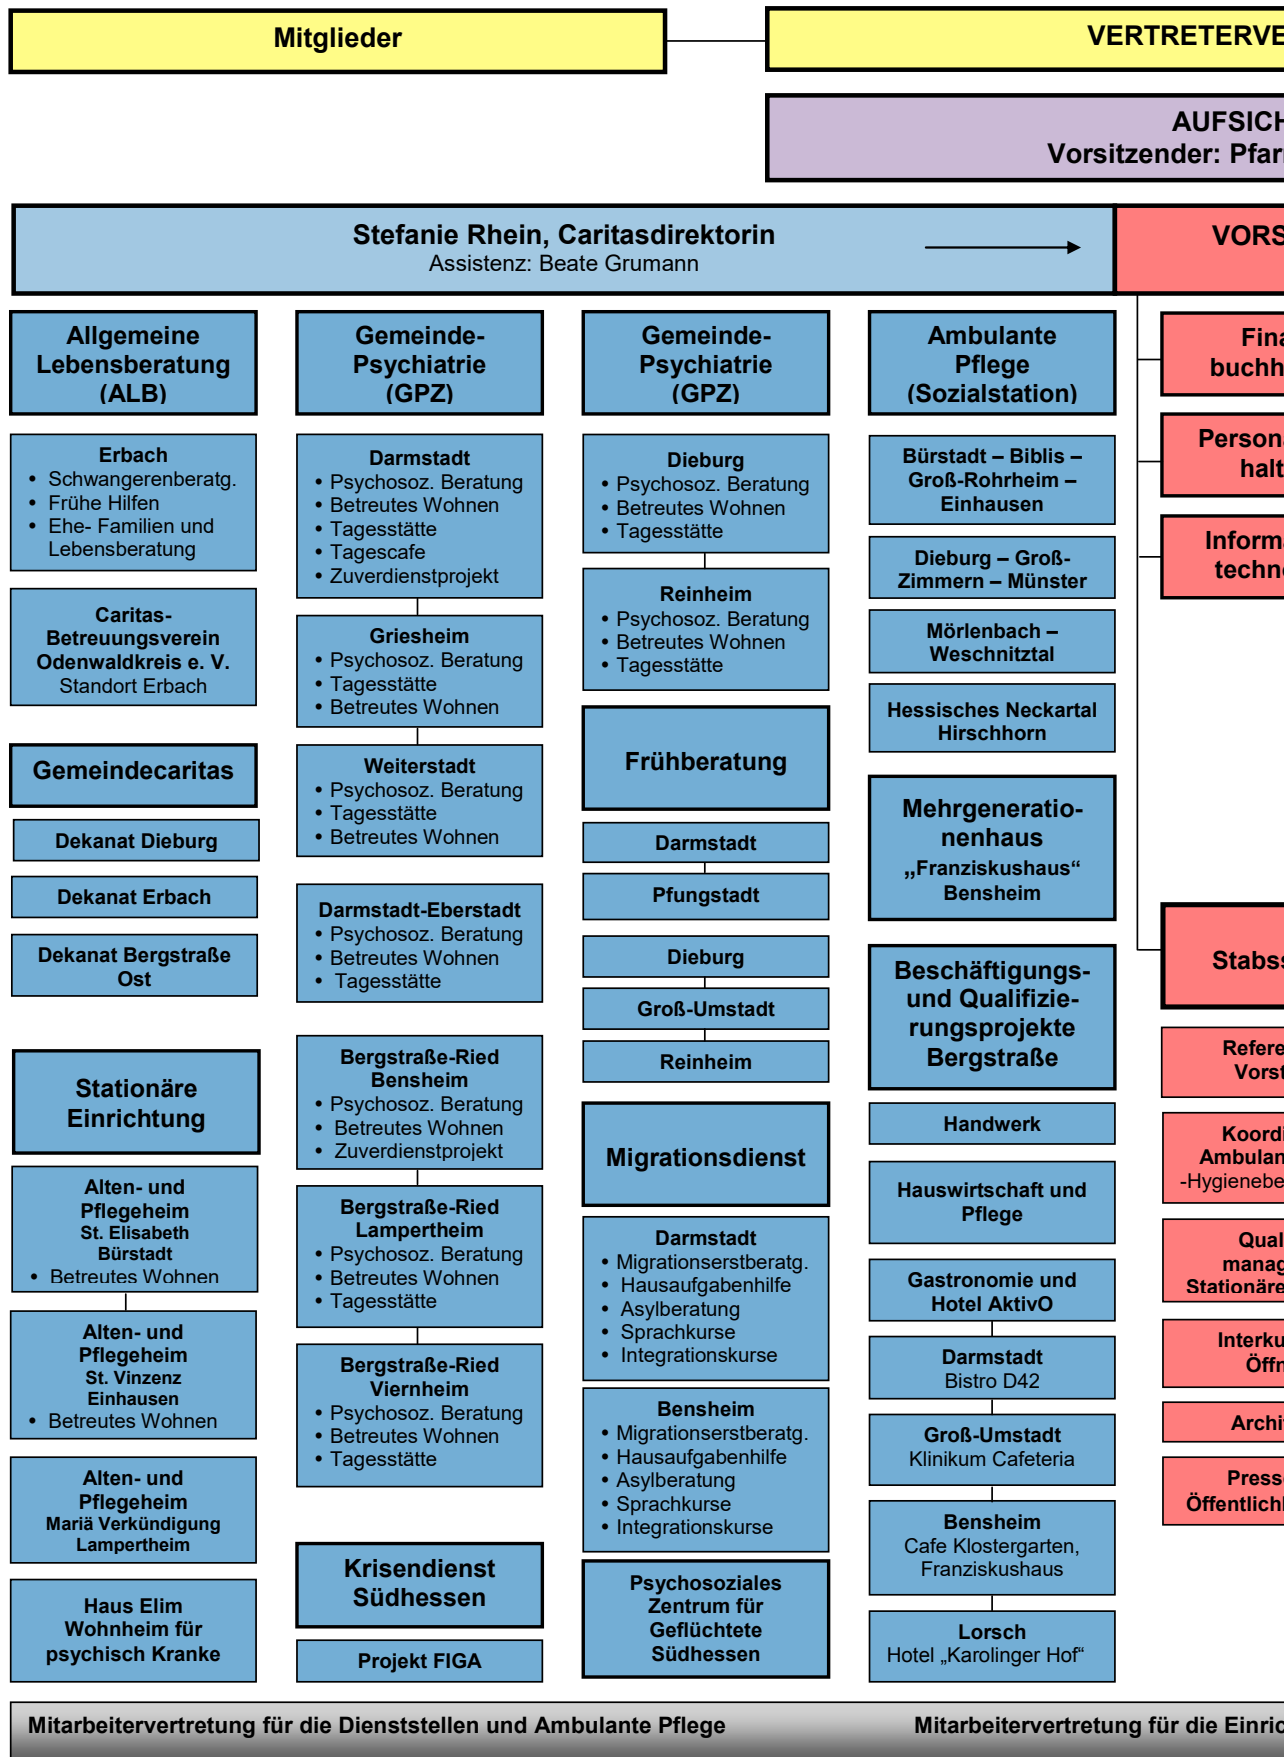 Mitglieder
VERTRETERVE
AUFSICH
Vorsitzender: Pfar
Stefanie Rhein, Caritasdirektorin
Assistenz: Beate Grumann
VORS
Allgemeine
Lebensberatung
(ALB)
Erbach
• Schwangerenberatg.
• Frühe Hilfen
• Ehe- Familien und
Lebensberatung
Caritas-
Betreuungsverein
Odenwaldkreis e. V.
Standort Erbach
Gemeindecaritas
Dekanat Dieburg
Dekanat Erbach
Dekanat Bergstraße
Ost
Stationäre
Einrichtung
Alten- und
Pflegeheim
St. Elisabeth
Bürstadt
• Betreutes Wohnen
Alten- und
Pflegeheim
St. Vinzenz
Einhausen
• Betreutes Wohnen
Alten- und
Pflegeheim
Mariä Verkündigung
Lampertheim
Haus Elim
Wohnheim für
psychisch Kranke
Gemeinde-
Psychiatrie
(GPZ)
Darmstadt
• Psychosoz. Beratung
• Betreutes Wohnen
• Tagesstätte
• Tagescafe
• Zuverdienstprojekt
Griesheim
• Psychosoz. Beratung
• Tagesstätte
• Betreutes Wohnen
Weiterstadt
• Psychosoz. Beratung
• Tagesstätte
• Betreutes Wohnen
Darmstadt-Eberstadt
• Psychosoz. Beratung
• Betreutes Wohnen
• Tagesstätte
Bergstraße-Ried
Bensheim
• Psychosoz. Beratung
• Betreutes Wohnen
• Zuverdienstprojekt
Bergstraße-Ried
Lampertheim
• Psychosoz. Beratung
• Betreutes Wohnen
• Tagesstätte
Bergstraße-Ried
Viernheim
• Psychosoz. Beratung
• Betreutes Wohnen
• Tagesstätte
Krisendienst
Südhessen
Projekt FIGA
Gemeinde-
Psychiatrie
(GPZ)
Dieburg
• Psychosoz. Beratung
• Betreutes Wohnen
• Tagesstätte
Reinheim
• Psychosoz. Beratung
• Betreutes Wohnen
• Tagesstätte
Frühberatung
Darmstadt
Pfungstadt
Dieburg
Groß-Umstadt
Reinheim
Migrationsdienst
Darmstadt
• Migrationserstberatg.
• Hausaufgabenhilfe
• Asylberatung
• Sprachkurse
• Integrationskurse
Bensheim
• Migrationserstberatg.
• Hausaufgabenhilfe
• Asylberatung
• Sprachkurse
• Integrationskurse
Psychosoziales
Zentrum für
Geflüchtete
Südhessen
Ambulante
Pflege
(Sozialstation)
Bürstadt – Biblis –
Groß-Rohrheim –
Einhausen
Dieburg – Groß-
Zimmern – Münster
Mörlenbach –
Weschnitztal
Hessisches Neckartal
Hirschhorn
Mehrgeneratio-
nenhaus
„Franziskushaus“
Bensheim
Beschäftigungs-
und Qualifizie-
rungsprojekte
Bergstraße
Handwerk
Hauswirtschaft und
Pflege
Gastronomie und
Hotel AktivO
Darmstadt
Bistro D42
Groß-Umstadt
Klinikum Cafeteria
Bensheim
Cafe Klostergarten,
Franziskushaus
Lorsch
Hotel „Karolinger Hof“
Fina
buchh
Persona
halt
Informa
techno
Stabss
Refere
Vorst
Koordi
Ambulan
-Hygienebe
Qual
manag
Stationäre
Interku
Öffn
Archi
Press
Öffentlich
Mitarbeitervertretung für die Dienststellen und Ambulante Pflege
Mitarbeitervertretung für die Einric